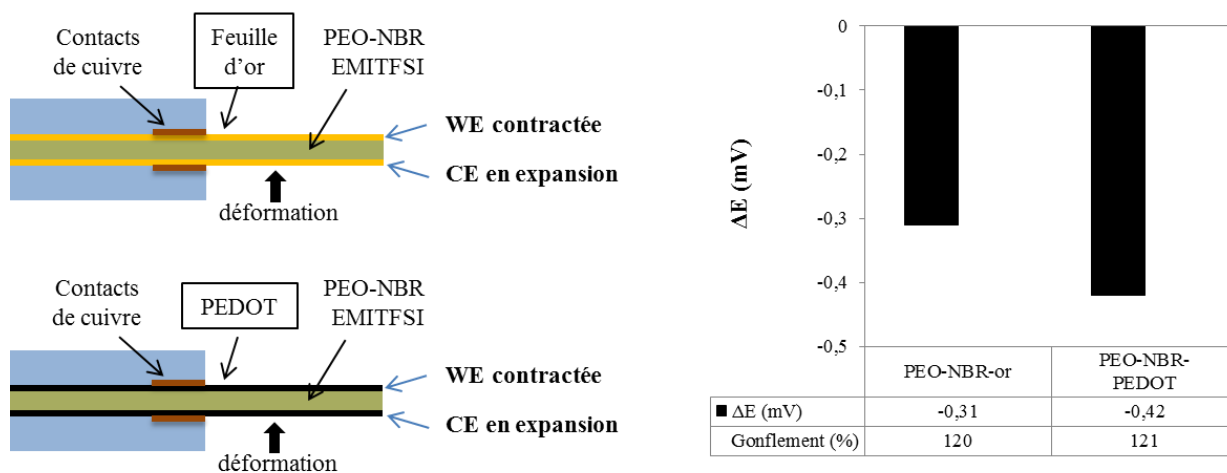 Contacts
de cuivre
Feuille
d'or
PEO-NBR
EMITFSI
WE contractée
CE en expansion
déformation
Contacts
de cuivre
PEDOT
PEO-NBR
EMITFSI
WE contractée
CE en expansion
déformation
ΔE (mV)
0
-0,1
-0,2
-0,3
-0,4
-0,5
PEO-NBR-or
PEO-NBR-
PEDOT
ΔE (mV) -0,31 -0,42
Gonflement (%) 120 121